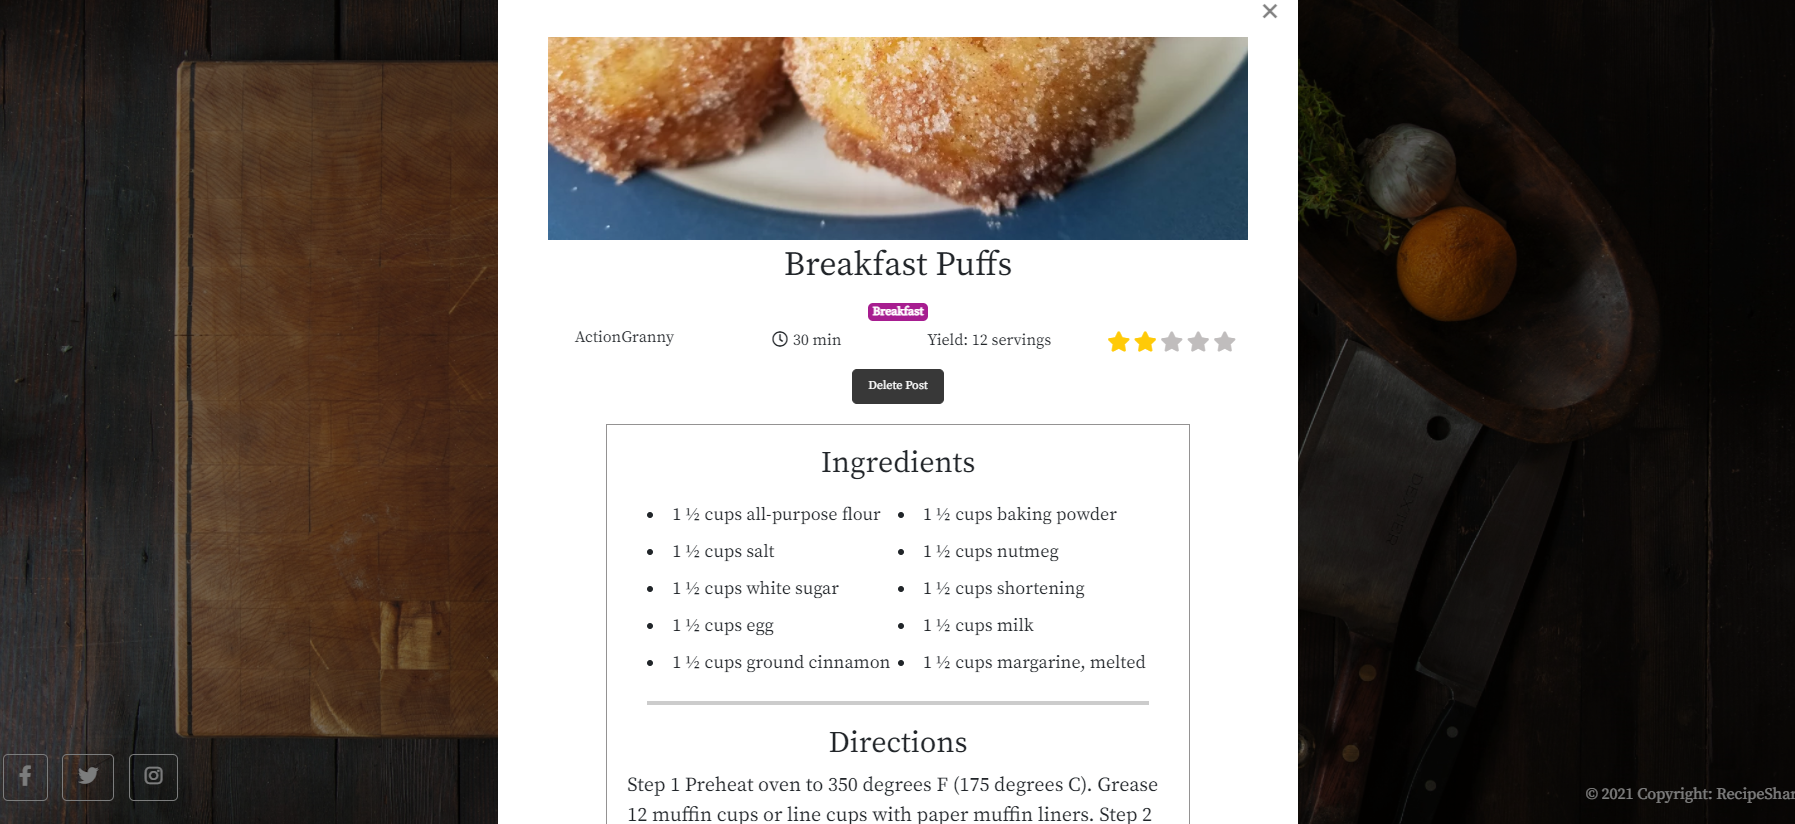 ×
Breakfast Puffs
Breakfast
ActionGranny
30 min
Yield: 12 servings
Delete Post
Ingredients
• 1 ½ cups all-purpose flour
• 1 ½ cups salt
• 1 ½ cups white sugar
• 1 ½ cups egg
• 1 ½ cups ground cinnamon
• 1 ½ cups baking powder
• 1 ½ cups nutmeg
• 1 ½ cups shortening
• 1 ½ cups milk
• 1 ½ cups margarine, melted
Directions
Step 1 Preheat oven to 350 degrees F (175 degrees C). Grease
12 muffin cups or line cups with paper muffin liners. Step 2
© 2021 Copyright: RecipeShar